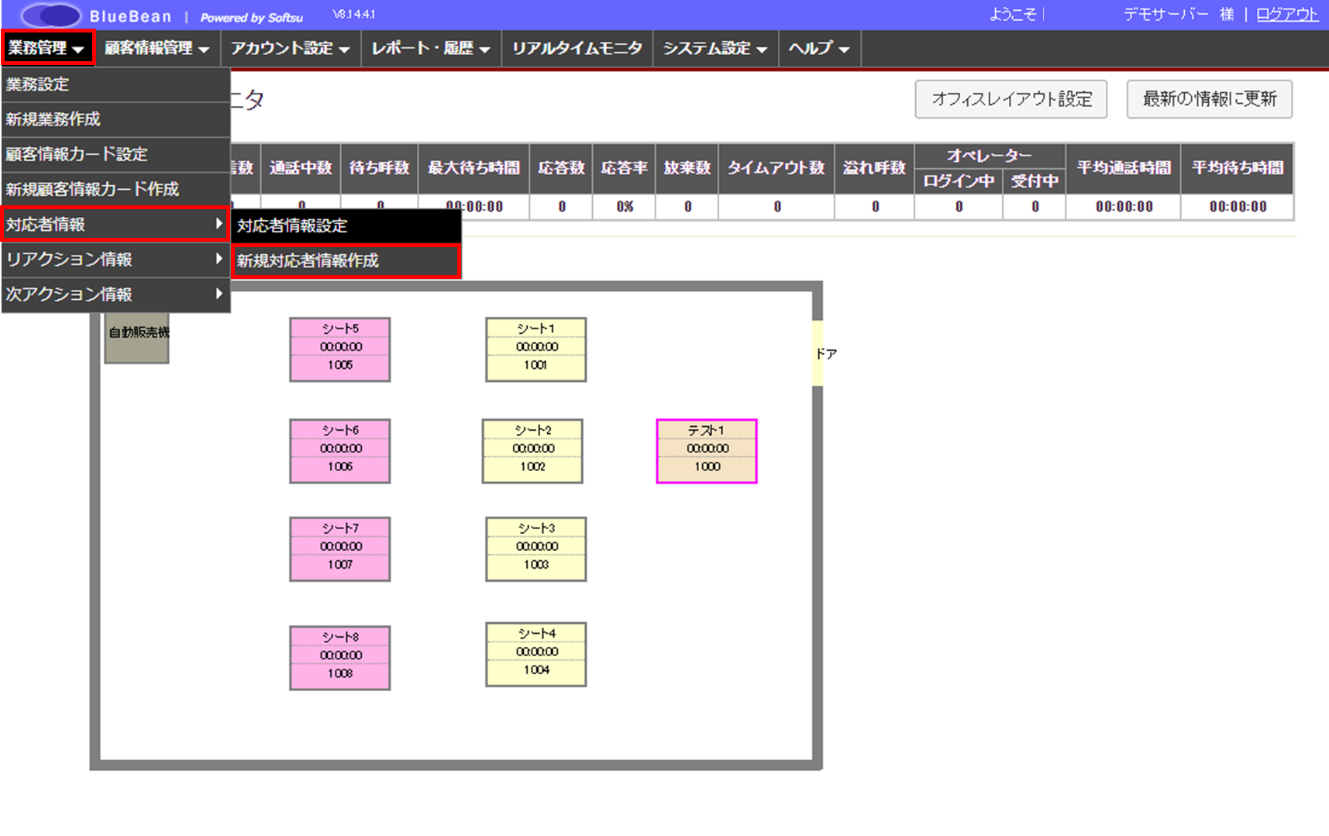 BlueBean | Powered by Softsu V8.14.4.1 ようこそ | デモサーバー 様 | ログアウト
業務管理 顧客情報管理 アカウント設定 レポート・履歴 リアルタイムモニタ システム設定 ヘルプ
業務設定
ニタ オフィスレイアウト設定 最新の情報に更新
新規業務作成
顧客情報カード設定
新規顧客情報カード作成
対応者情報
リアクション情報
次アクション情報
対応者情報設定
新規対応者情報作成
数 通話中数 待ち呼数 最大待ち時間 応答数 応答率 放棄数 タイムアウト数 溢れ呼数 オペレーター 平均通話時間 平均待ち時間
ログイン中 受付中
0 00:00:00 0 0% 0 0 0 0 0 00:00:00 00:00:00
自動販売機
ドア
シート5
00:00:00
1005
シート1
00:00:00
1001
シート6
00:00:00
1006
シート2
00:00:00
1002
テスト1
00:00:00
1000
シート7
00:00:00
1007
シート3
00:00:00
1003
シート8
00:00:00
1008
シート4
00:00:00
1004